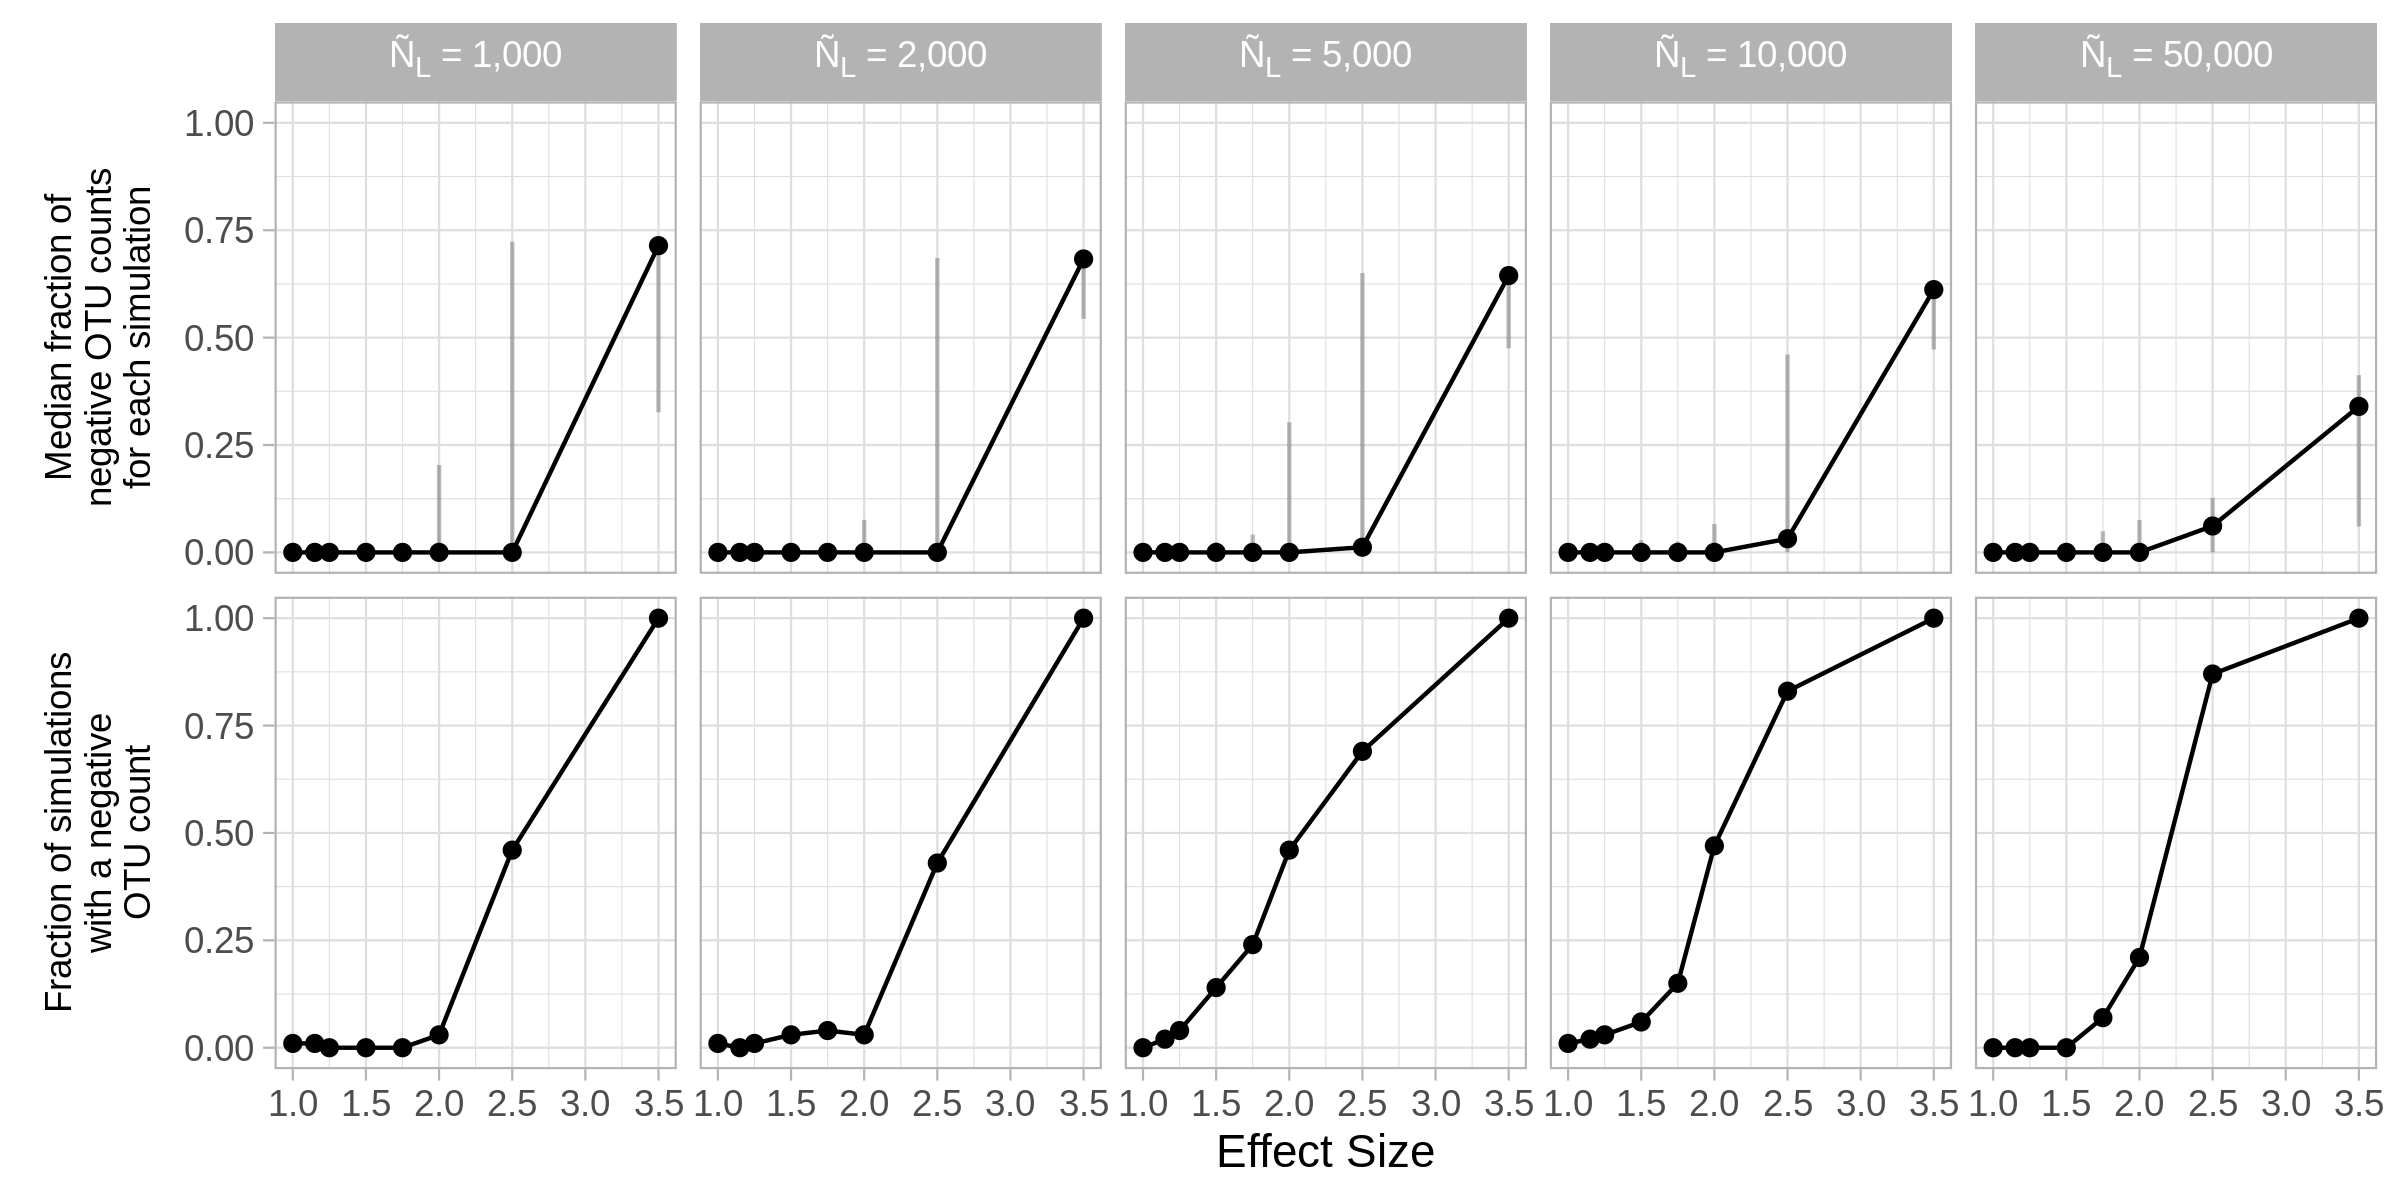 ÑL = 1,000
ÑL = 2,000
ÑL = 5,000
ÑL = 10,000
ÑL = 50,000
Median fraction of
negative OTU counts
for each simulation
1.00
0.75
0.50
0.25
0.00
Fraction of simulations
with a negative
OTU count
1.00
0.75
0.50
0.25
0.00
1.0 1.5 2.0 2.5 3.0 3.5 1.0 1.5 2.0 2.5 3.0 3.5 1.0 1.5 2.0 2.5 3.0 3.5 1.0 1.5 2.0 2.5 3.0 3.5 1.0 1.5 2.0 2.5 3.0 3.5
Effect Size